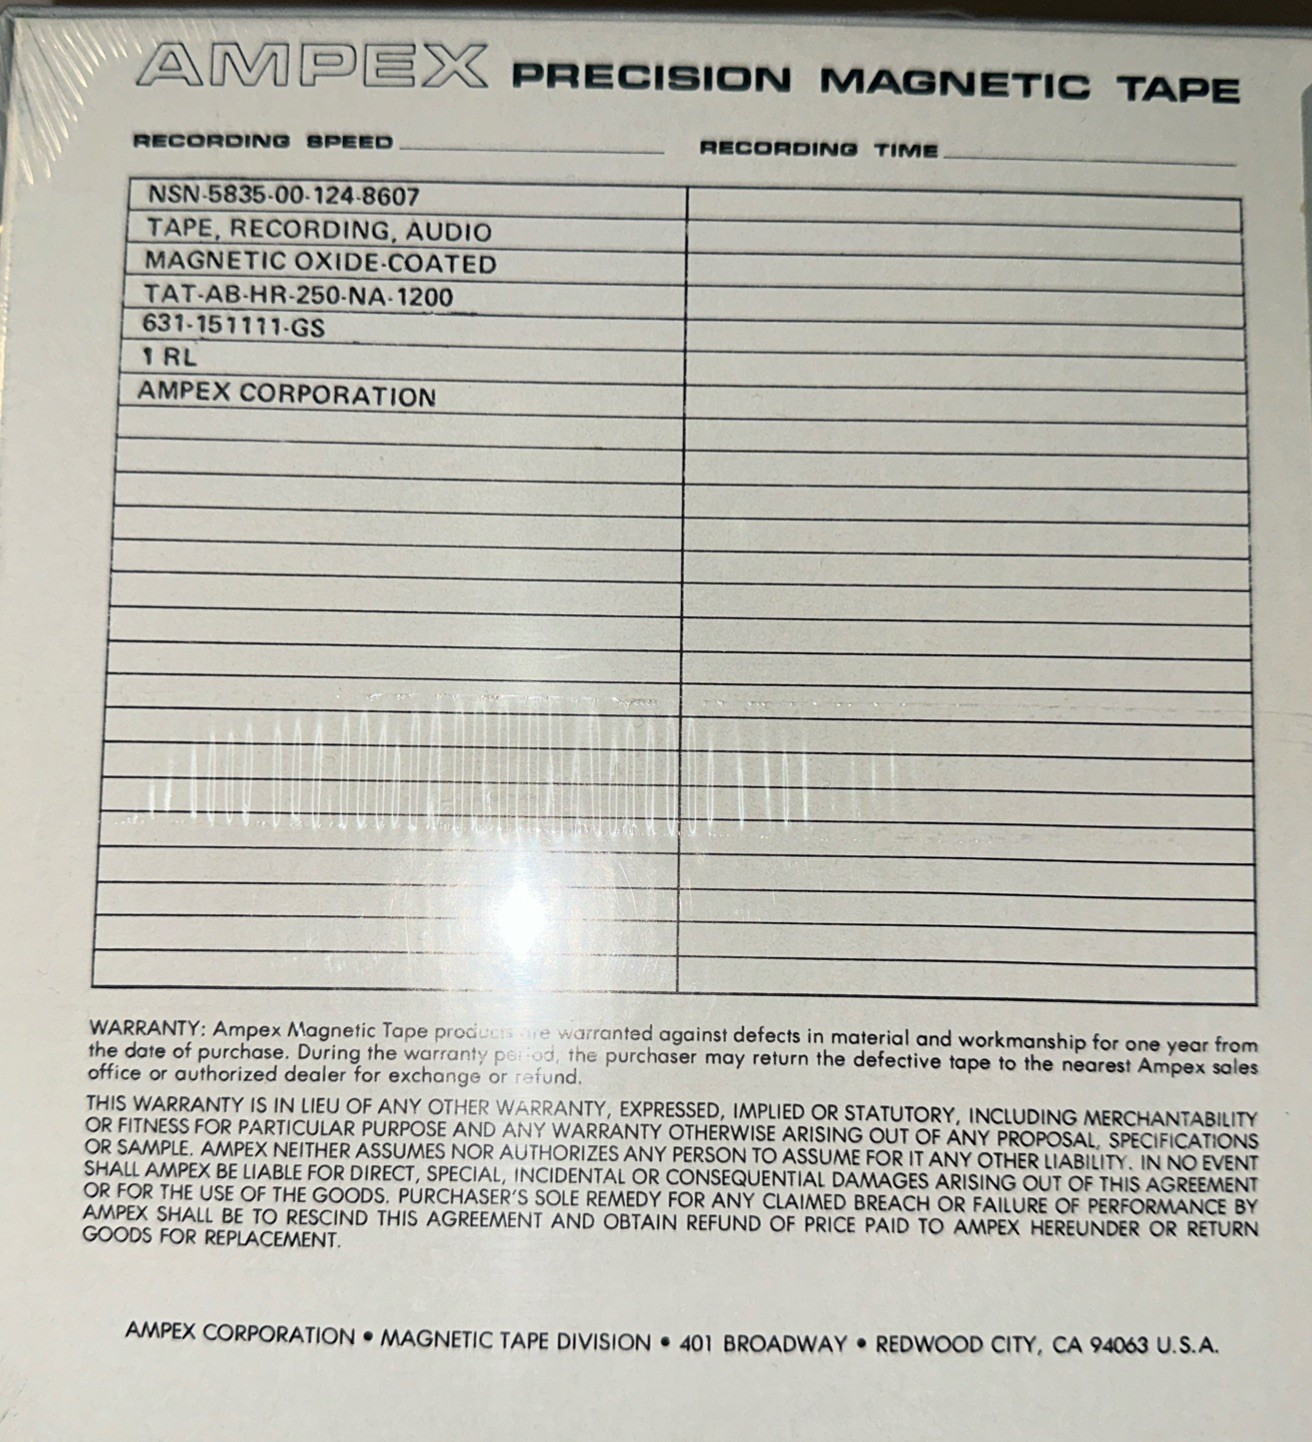 AMPEX PRECISION MAGNETIC TAPE
RECORDING SPEED RECORDING TIME
NSN-5835-00-124-8607
TAPE, RECORDING, AUDIO
MAGNETIC OXIDE-COATED
TAT-AB-HR-250-NA-1200
631-151111-GS
1 RL
AMPEX CORPORATION
WARRANTY: Ampex Magnetic Tape products are warranted against defects in material and workmanship for one year from
the date of purchase. During the warranty period, the purchaser may return the defective tape to the nearest Ampex sales
office or authorized dealer for exchange or refund.
THIS WARRANTY IS IN LIEU OF ANY OTHER WARRANTY, EXPRESSED, IMPLIED OR STATUTORY, INCLUDING MERCHANTABILITY
OR FITNESS FOR PARTICULAR PURPOSE AND ANY WARRANTY OTHERWISE ARISING OUT OF ANY PROPOSAL, SPECIFICATIONS
OR SAMPLE. AMPEX NEITHER ASSUMES NOR AUTHORIZES ANY PERSON TO ASSUME FOR IT ANY OTHER LIABILITY. IN NO EVENT
SHALL AMPEX BE LIABLE FOR DIRECT, SPECIAL, INCIDENTAL OR CONSEQUENTIAL DAMAGES ARISING OUT OF THIS AGREEMENT
OR FOR THE USE OF THE GOODS. PURCHASER'S SOLE REMEDY FOR ANY CLAIMED BREACH OR FAILURE OF PERFORMANCE BY
AMPEX SHALL BE TO RESCIND THIS AGREEMENT AND OBTAIN REFUND OF PRICE PAID TO AMPEX HEREUNDER OR RETURN
GOODS FOR REPLACEMENT.
AMPEX CORPORATION • MAGNETIC TAPE DIVISION • 401 BROADWAY • REDWOOD CITY, CA 94063 U.S.A.